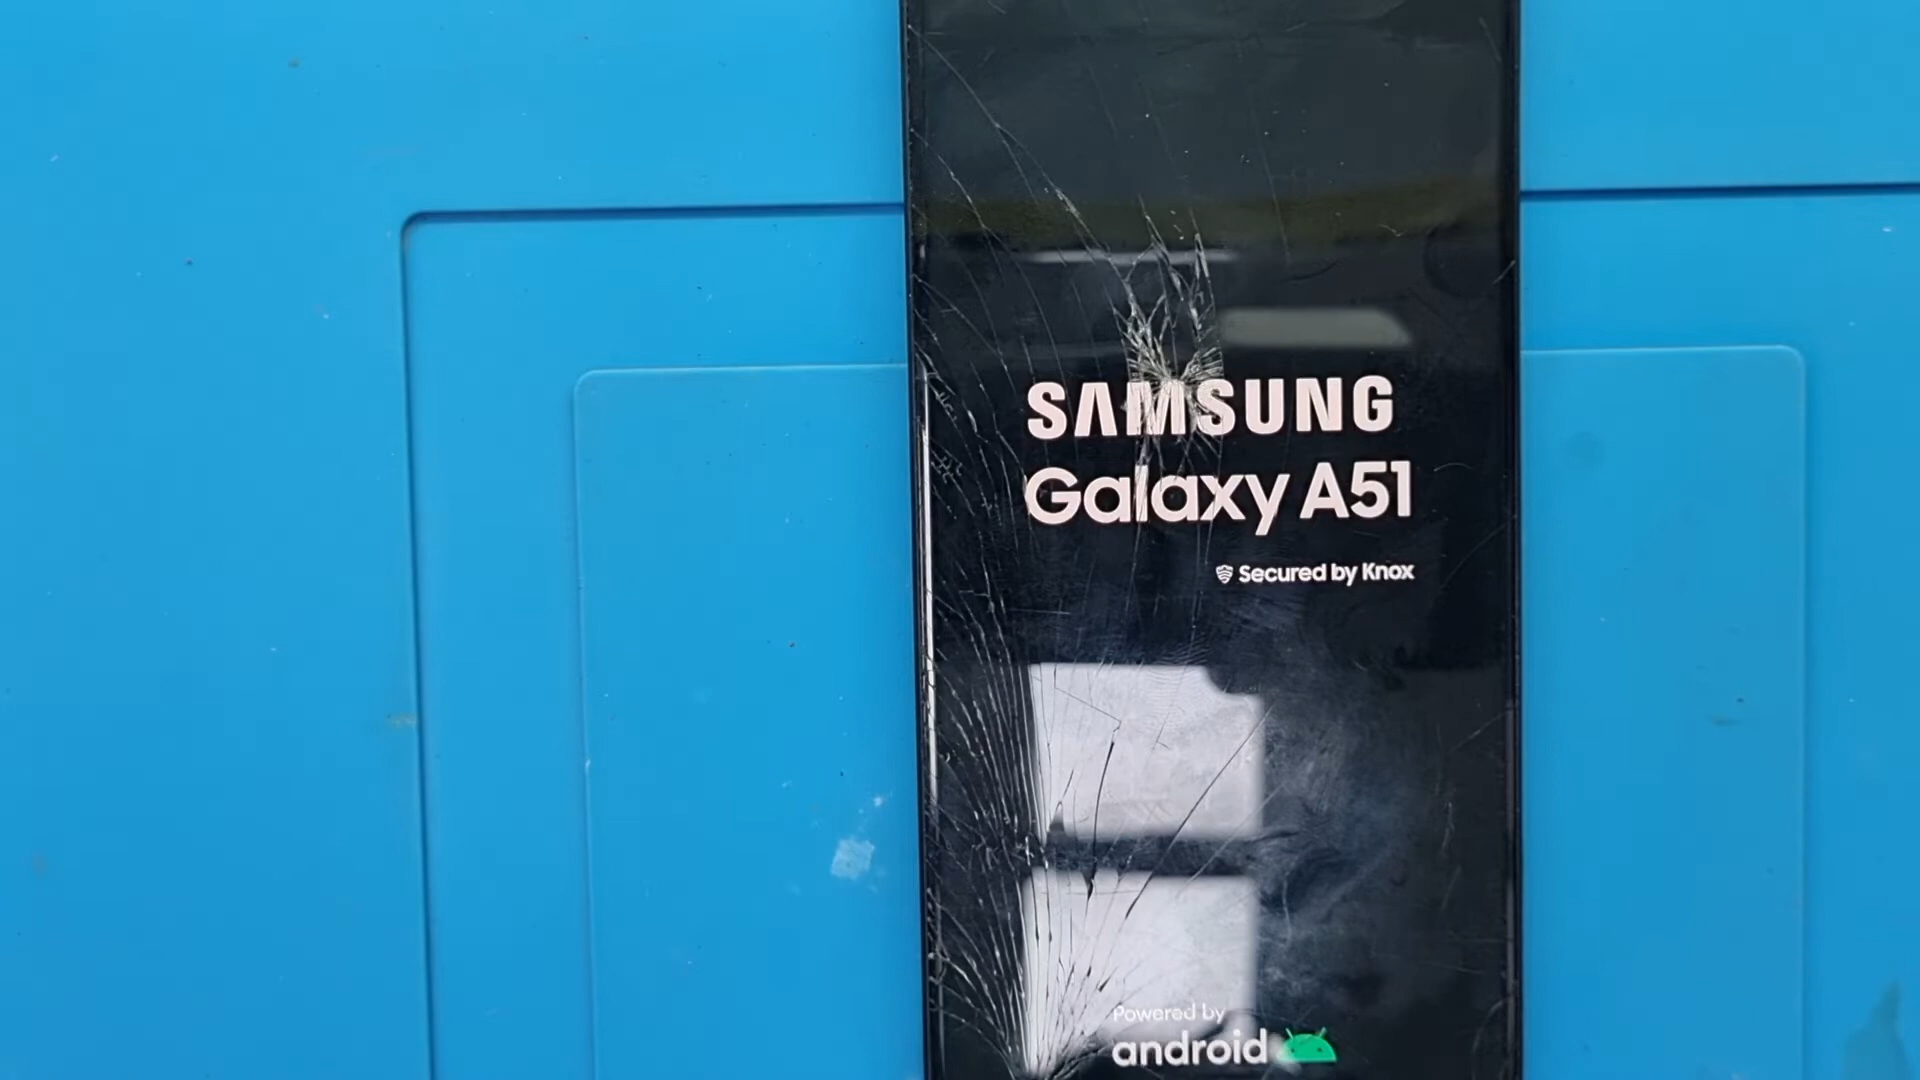 SAMSUNG
Galaxy A51
Secured by Knox
Powered by
android